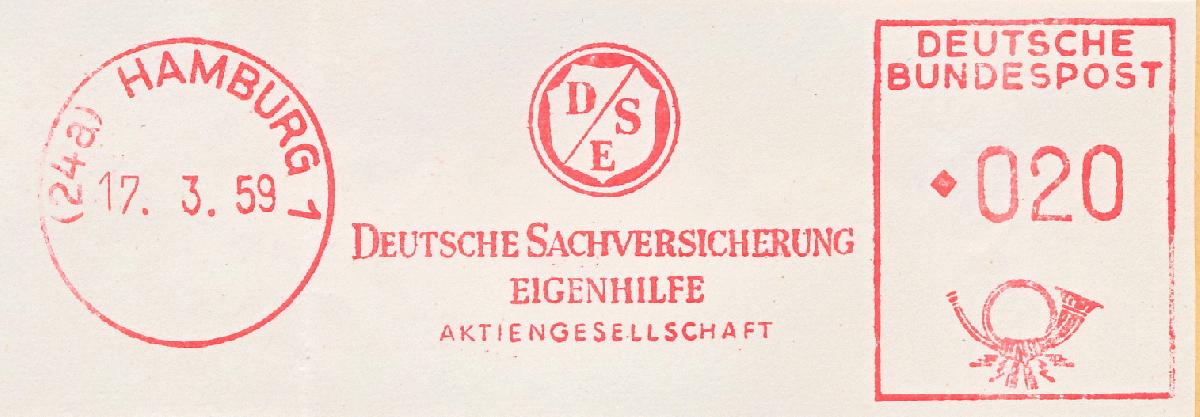 (24a) HAMBURG 1
17. 3. 59
D
S
E
DEUTSCHE SACHVERSICHERUNG
EIGENHILFE
AKTIENGESELLSCHAFT
DEUTSCHE
BUNDESPOST
020